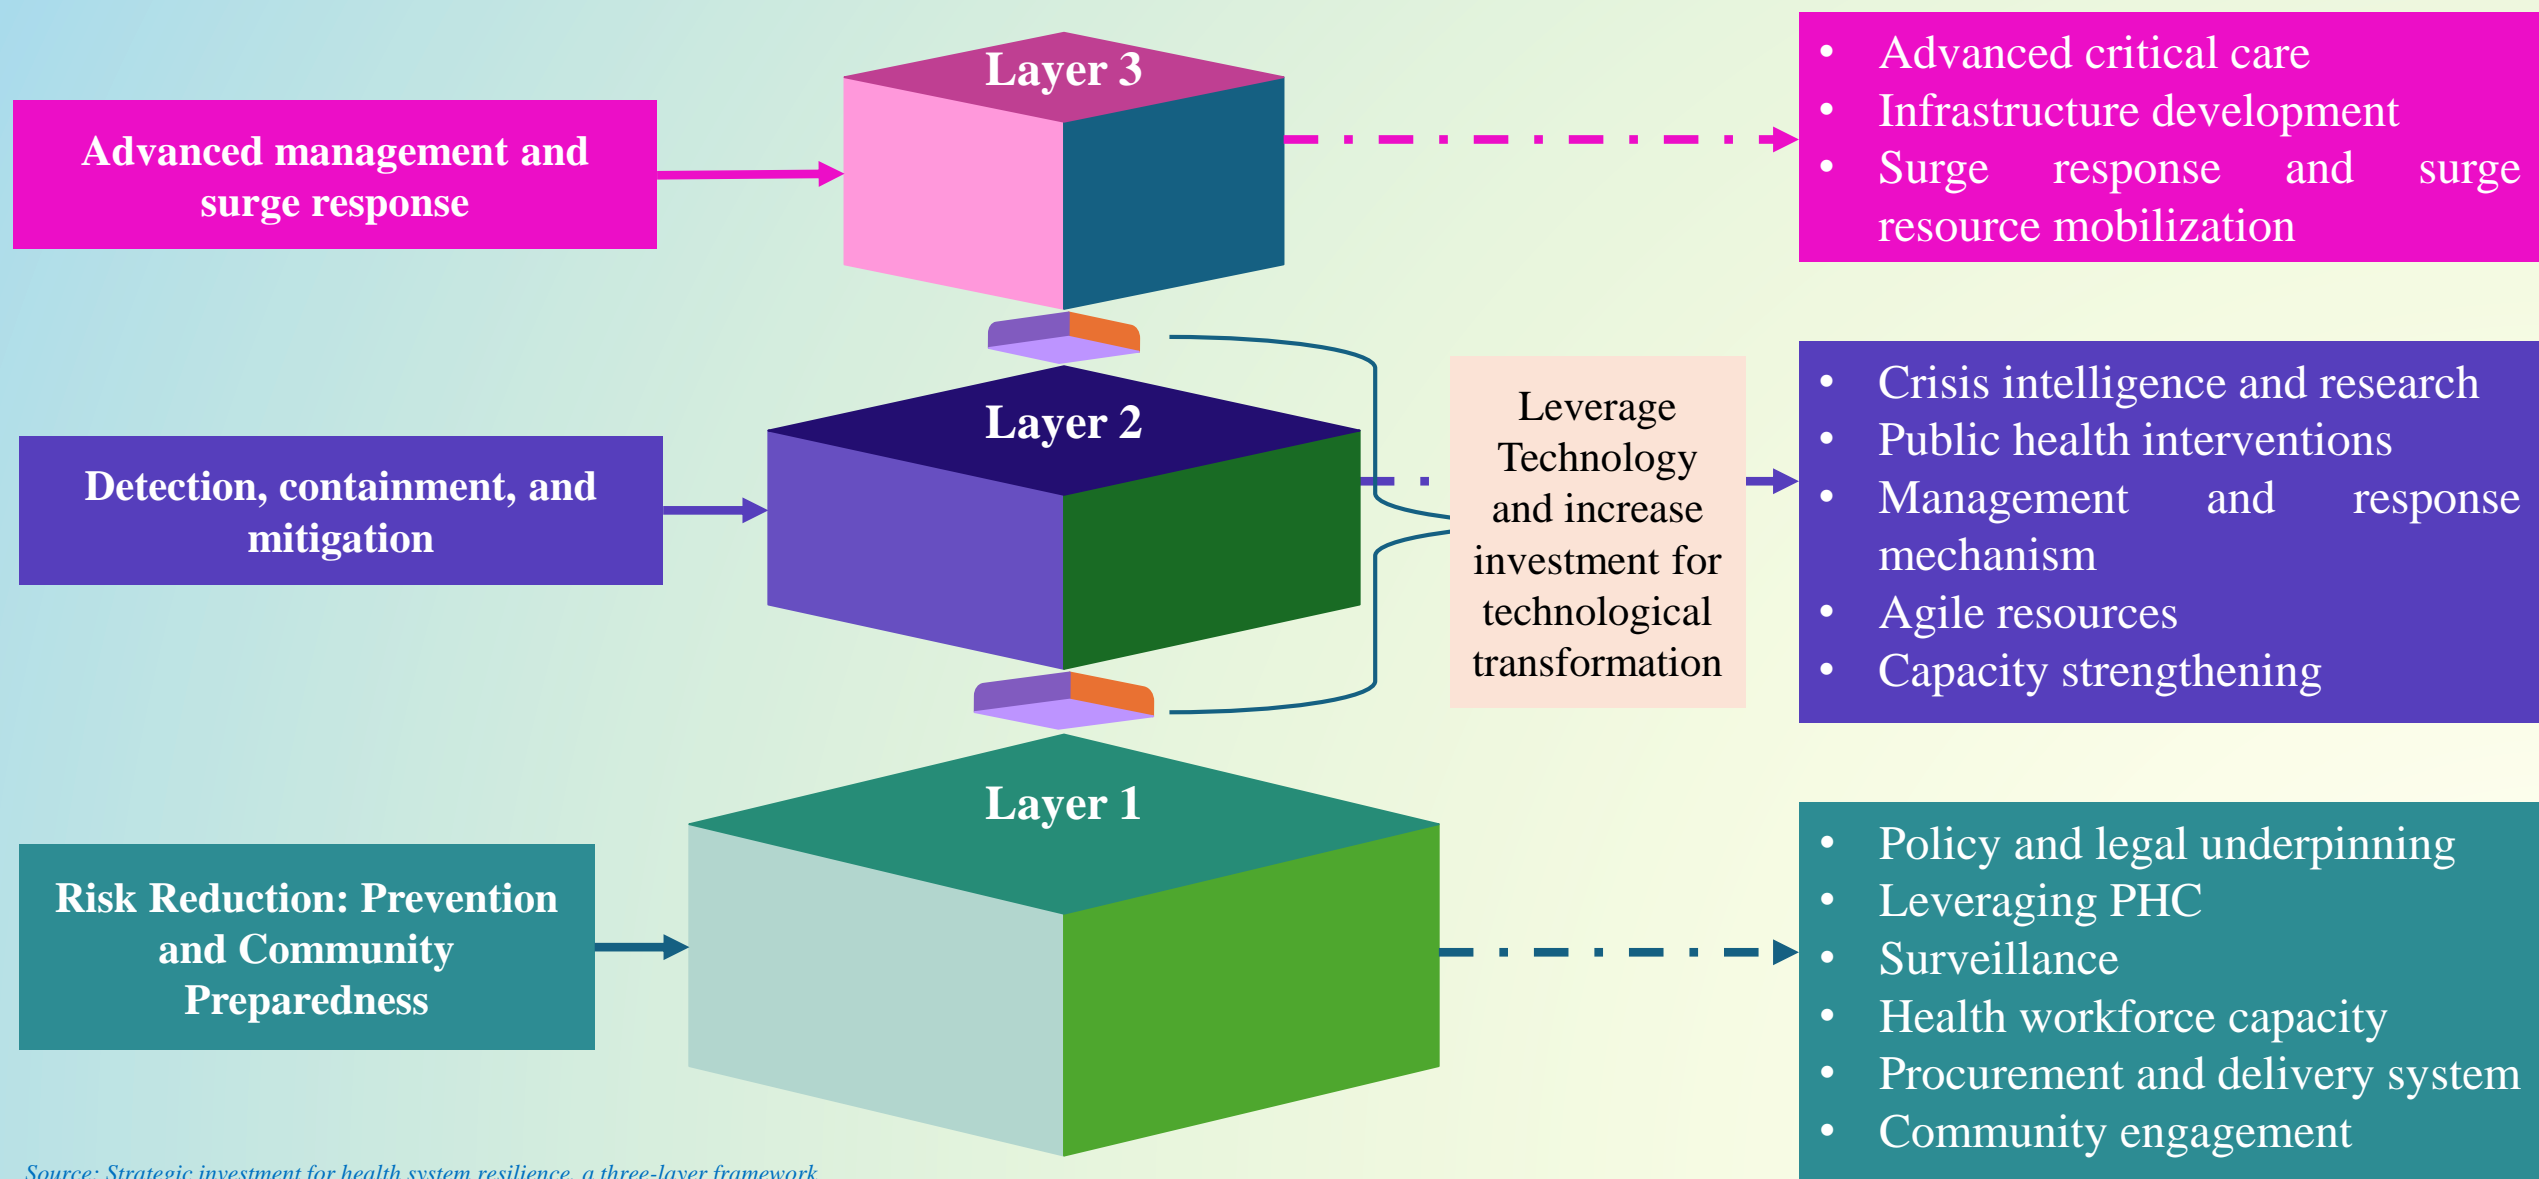 Layer 3
Advanced management and
surge response
• Advanced critical care
• Infrastructure development
• Surge response and surge
resource mobilization
Layer 2
Detection, containment, and
mitigation
Leverage
Technology
and increase
investment for
technological
transformation
• Crisis intelligence and research
• Public health interventions
• Management and response
mechanism
• Agile resources
• Capacity strengthening
Layer 1
Risk Reduction: Prevention
and Community
Preparedness
• Policy and legal underpinning
• Leveraging PHC
• Surveillance
• Health workforce capacity
• Procurement and delivery system
• Community engagement
Source: Strategic investment for health system resilience, a three-layer framework